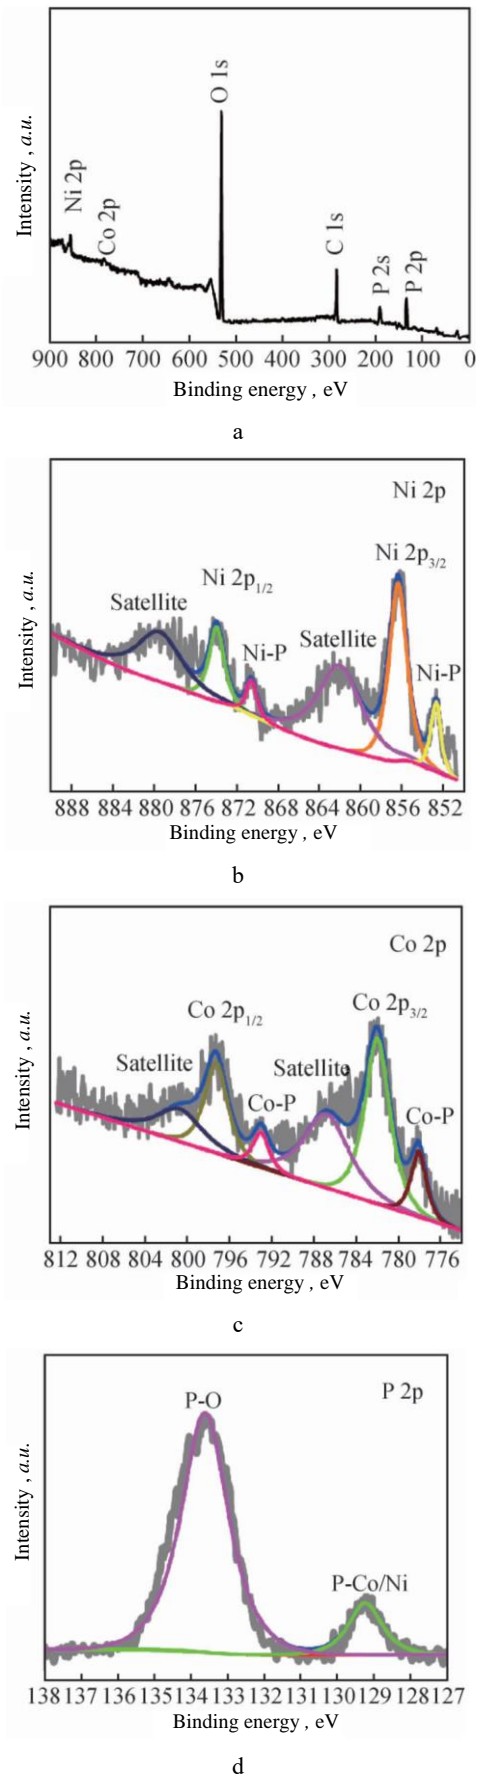 Intensity , a.u.
Ni 2p
Co 2p
O 1s
C 1s
P 2s
P 2p
900 800 700 600 500 400 300 200 100 0
Binding energy , eV
a
Intensity , a.u.
Ni 2p
Ni 2p3/2
Ni 2p1/2
Satellite
Ni-P
Satellite
Ni-P
888 884 880 876 872 868 864 860 856 852
Binding energy , eV
b
Intensity , a.u.
Co 2p
Co 2p1/2
Co 2p3/2
Satellite
Satellite
Co-P
Co-P
812 808 804 800 796 792 788 784 780 776
Binding energy , eV
c
Intensity , a.u.
P-O
P 2p
P-Co/Ni
138 137 136 135 134 133 132 131 130 129 128 127
Binding energy , eV
d